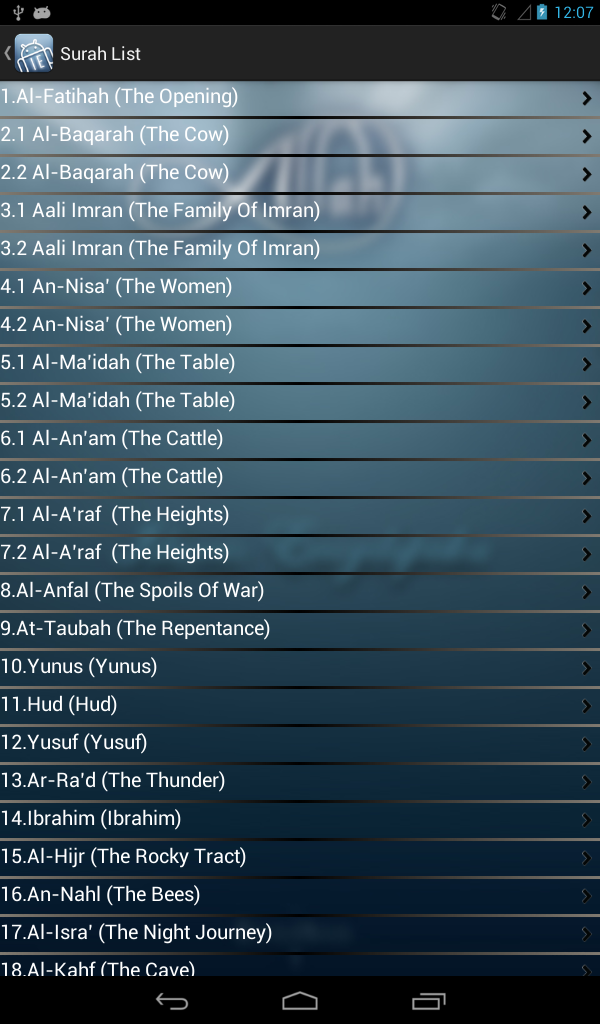 12:07
Surah List
1.Al-Fatihah (The Opening)
2.1 Al-Baqarah (The Cow)
2.2 Al-Baqarah (The Cow)
3.1 Aali Imran (The Family Of Imran)
3.2 Aali Imran (The Family Of Imran)
4.1 An-Nisa' (The Women)
4.2 An-Nisa' (The Women)
5.1 Al-Ma'idah (The Table)
5.2 Al-Ma'idah (The Table)
6.1 Al-An'am (The Cattle)
6.2 Al-An'am (The Cattle)
7.1 Al-A'raf  (The Heights)
7.2 Al-A'raf  (The Heights)
8.Al-Anfal (The Spoils Of War)
9.At-Taubah (The Repentance)
10.Yunus (Yunus)
11.Hud (Hud)
12.Yusuf (Yusuf)
13.Ar-Ra'd (The Thunder)
14.Ibrahim (Ibrahim)
15.Al-Hijr (The Rocky Tract)
16.An-Nahl (The Bees)
17.Al-Isra' (The Night Journey)
18.Al-Kahf (The Cave)